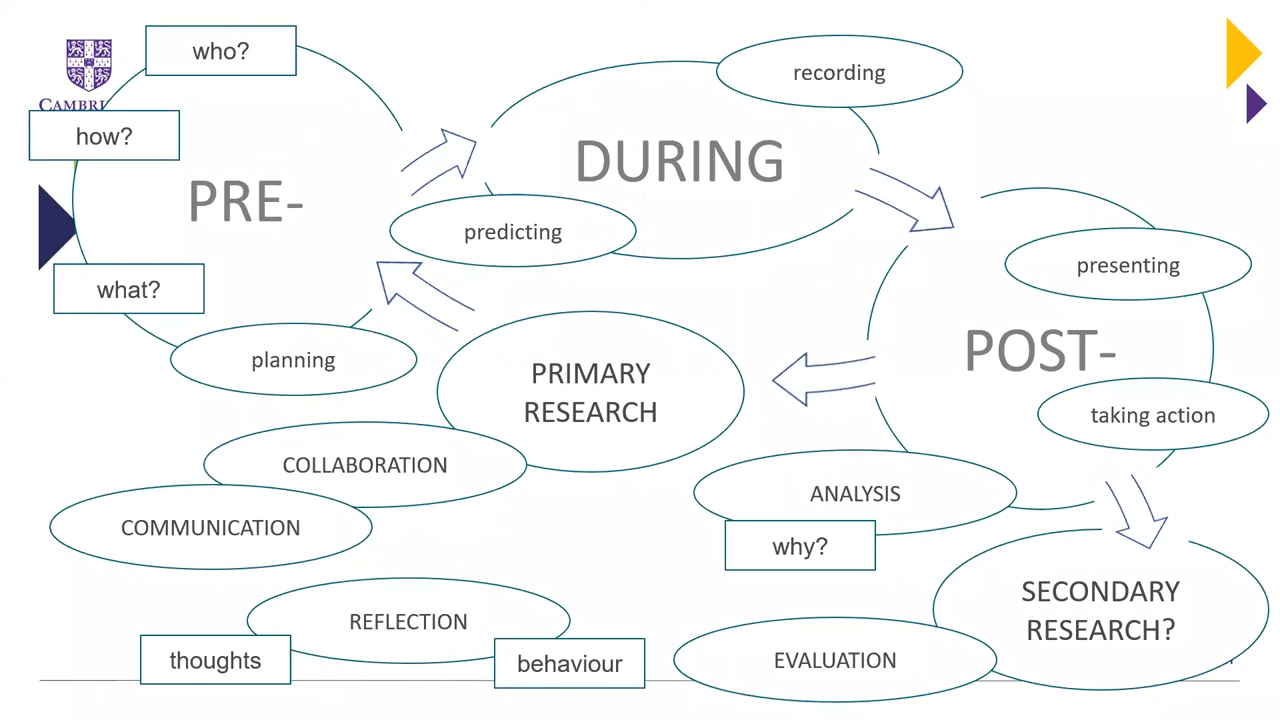 who?
CAMBRI
how?
PRE-
what?
planning
DURING
recording
predicting
POST-
presenting
taking action
PRIMARY
RESEARCH
COLLABORATION
COMMUNICATION
ANALYSIS
why?
REFLECTION
thoughts
behaviour
SECONDARY
RESEARCH?
EVALUATION